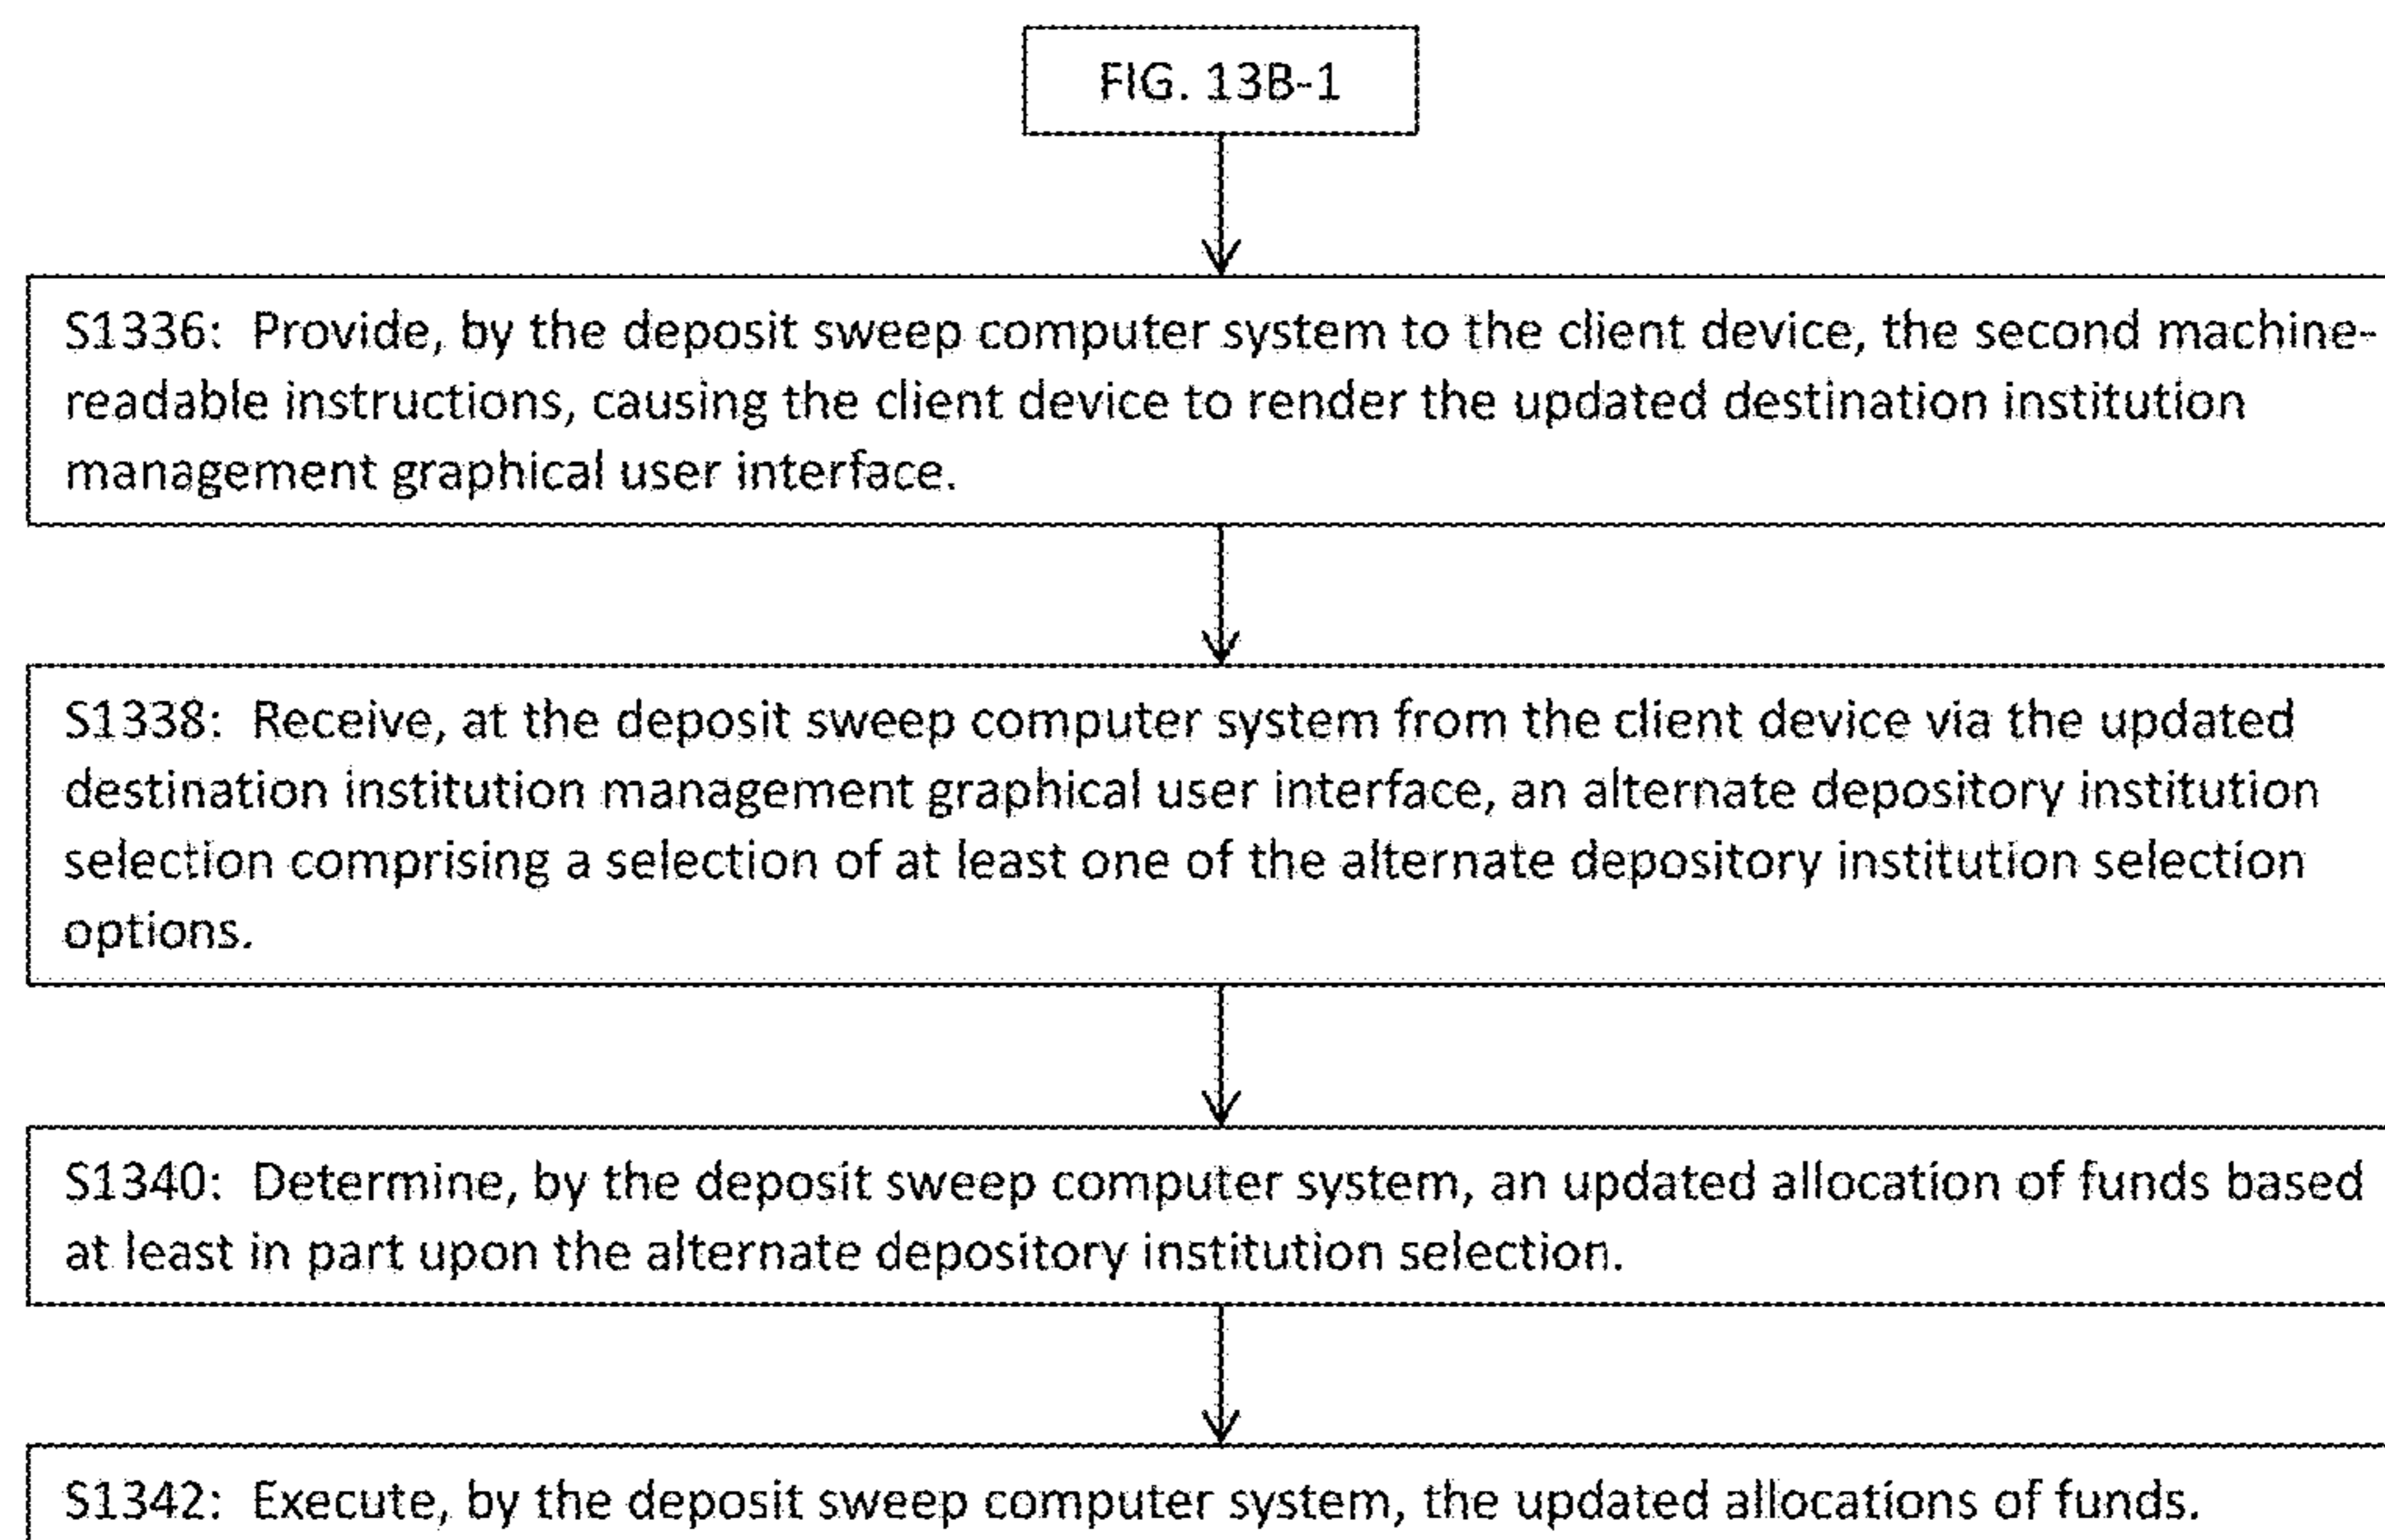 FIG. 13B-1
S1336:  Provide, by the deposit sweep computer system to the client device, the second machine-
readable instructions, causing the client device to render the updated destination institution
management graphical user interface.
S1338:  Receive, at the deposit sweep computer system from the client device via the updated
destination institution management graphical user interface, an alternate depository institution
selection comprising a selection of at least one of the alternate depository institution selection
options.
S1340:  Determine, by the deposit sweep computer system, an updated allocation of funds based
at least in part upon the alternate depository institution selection.
S1342:  Execute, by the deposit sweep computer system, the updated allocations of funds.